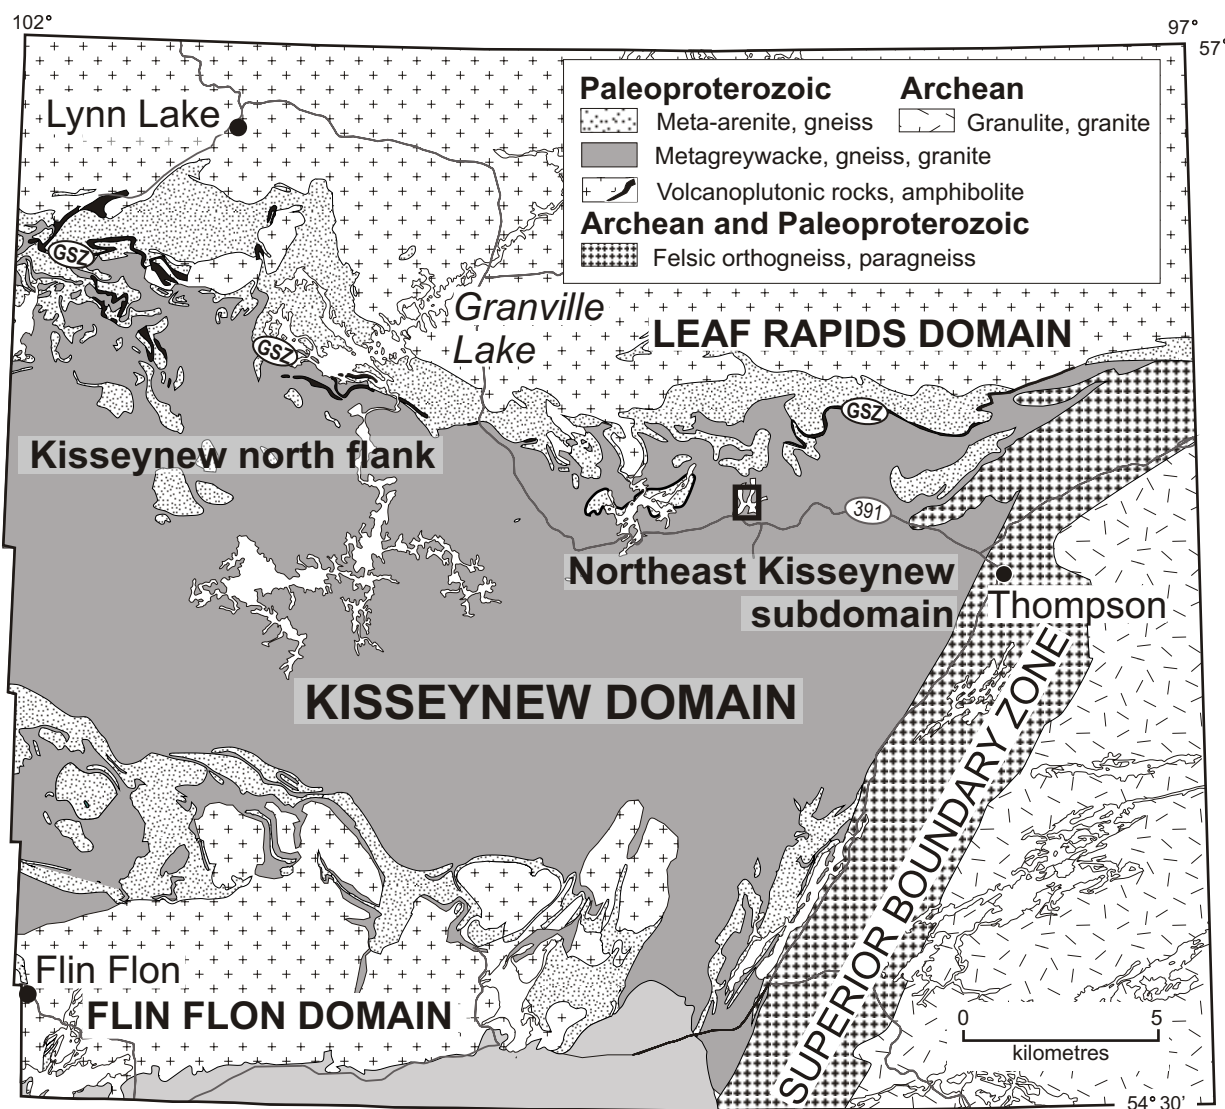 102°
97°
57°
Paleoproterozoic
Archean
Meta-arenite, gneiss
Granulite, granite
Metagreywacke, gneiss, granite
Volcanoplutonic rocks, amphibolite
Archean and Paleoproterozoic
Felsic orthogneiss, paragneiss
Lynn Lake
GSZ
Granville
Lake
LEAF RAPIDS DOMAIN
GSZ
GSZ
Kisseynew north flank
391
Northeast Kisseynew
subdomain
Thompson
KISSEYNEW DOMAIN
SUPERIOR BOUNDARY ZONE
Flin Flon
FLIN FLON DOMAIN
0 5
kilometres
54° 30'